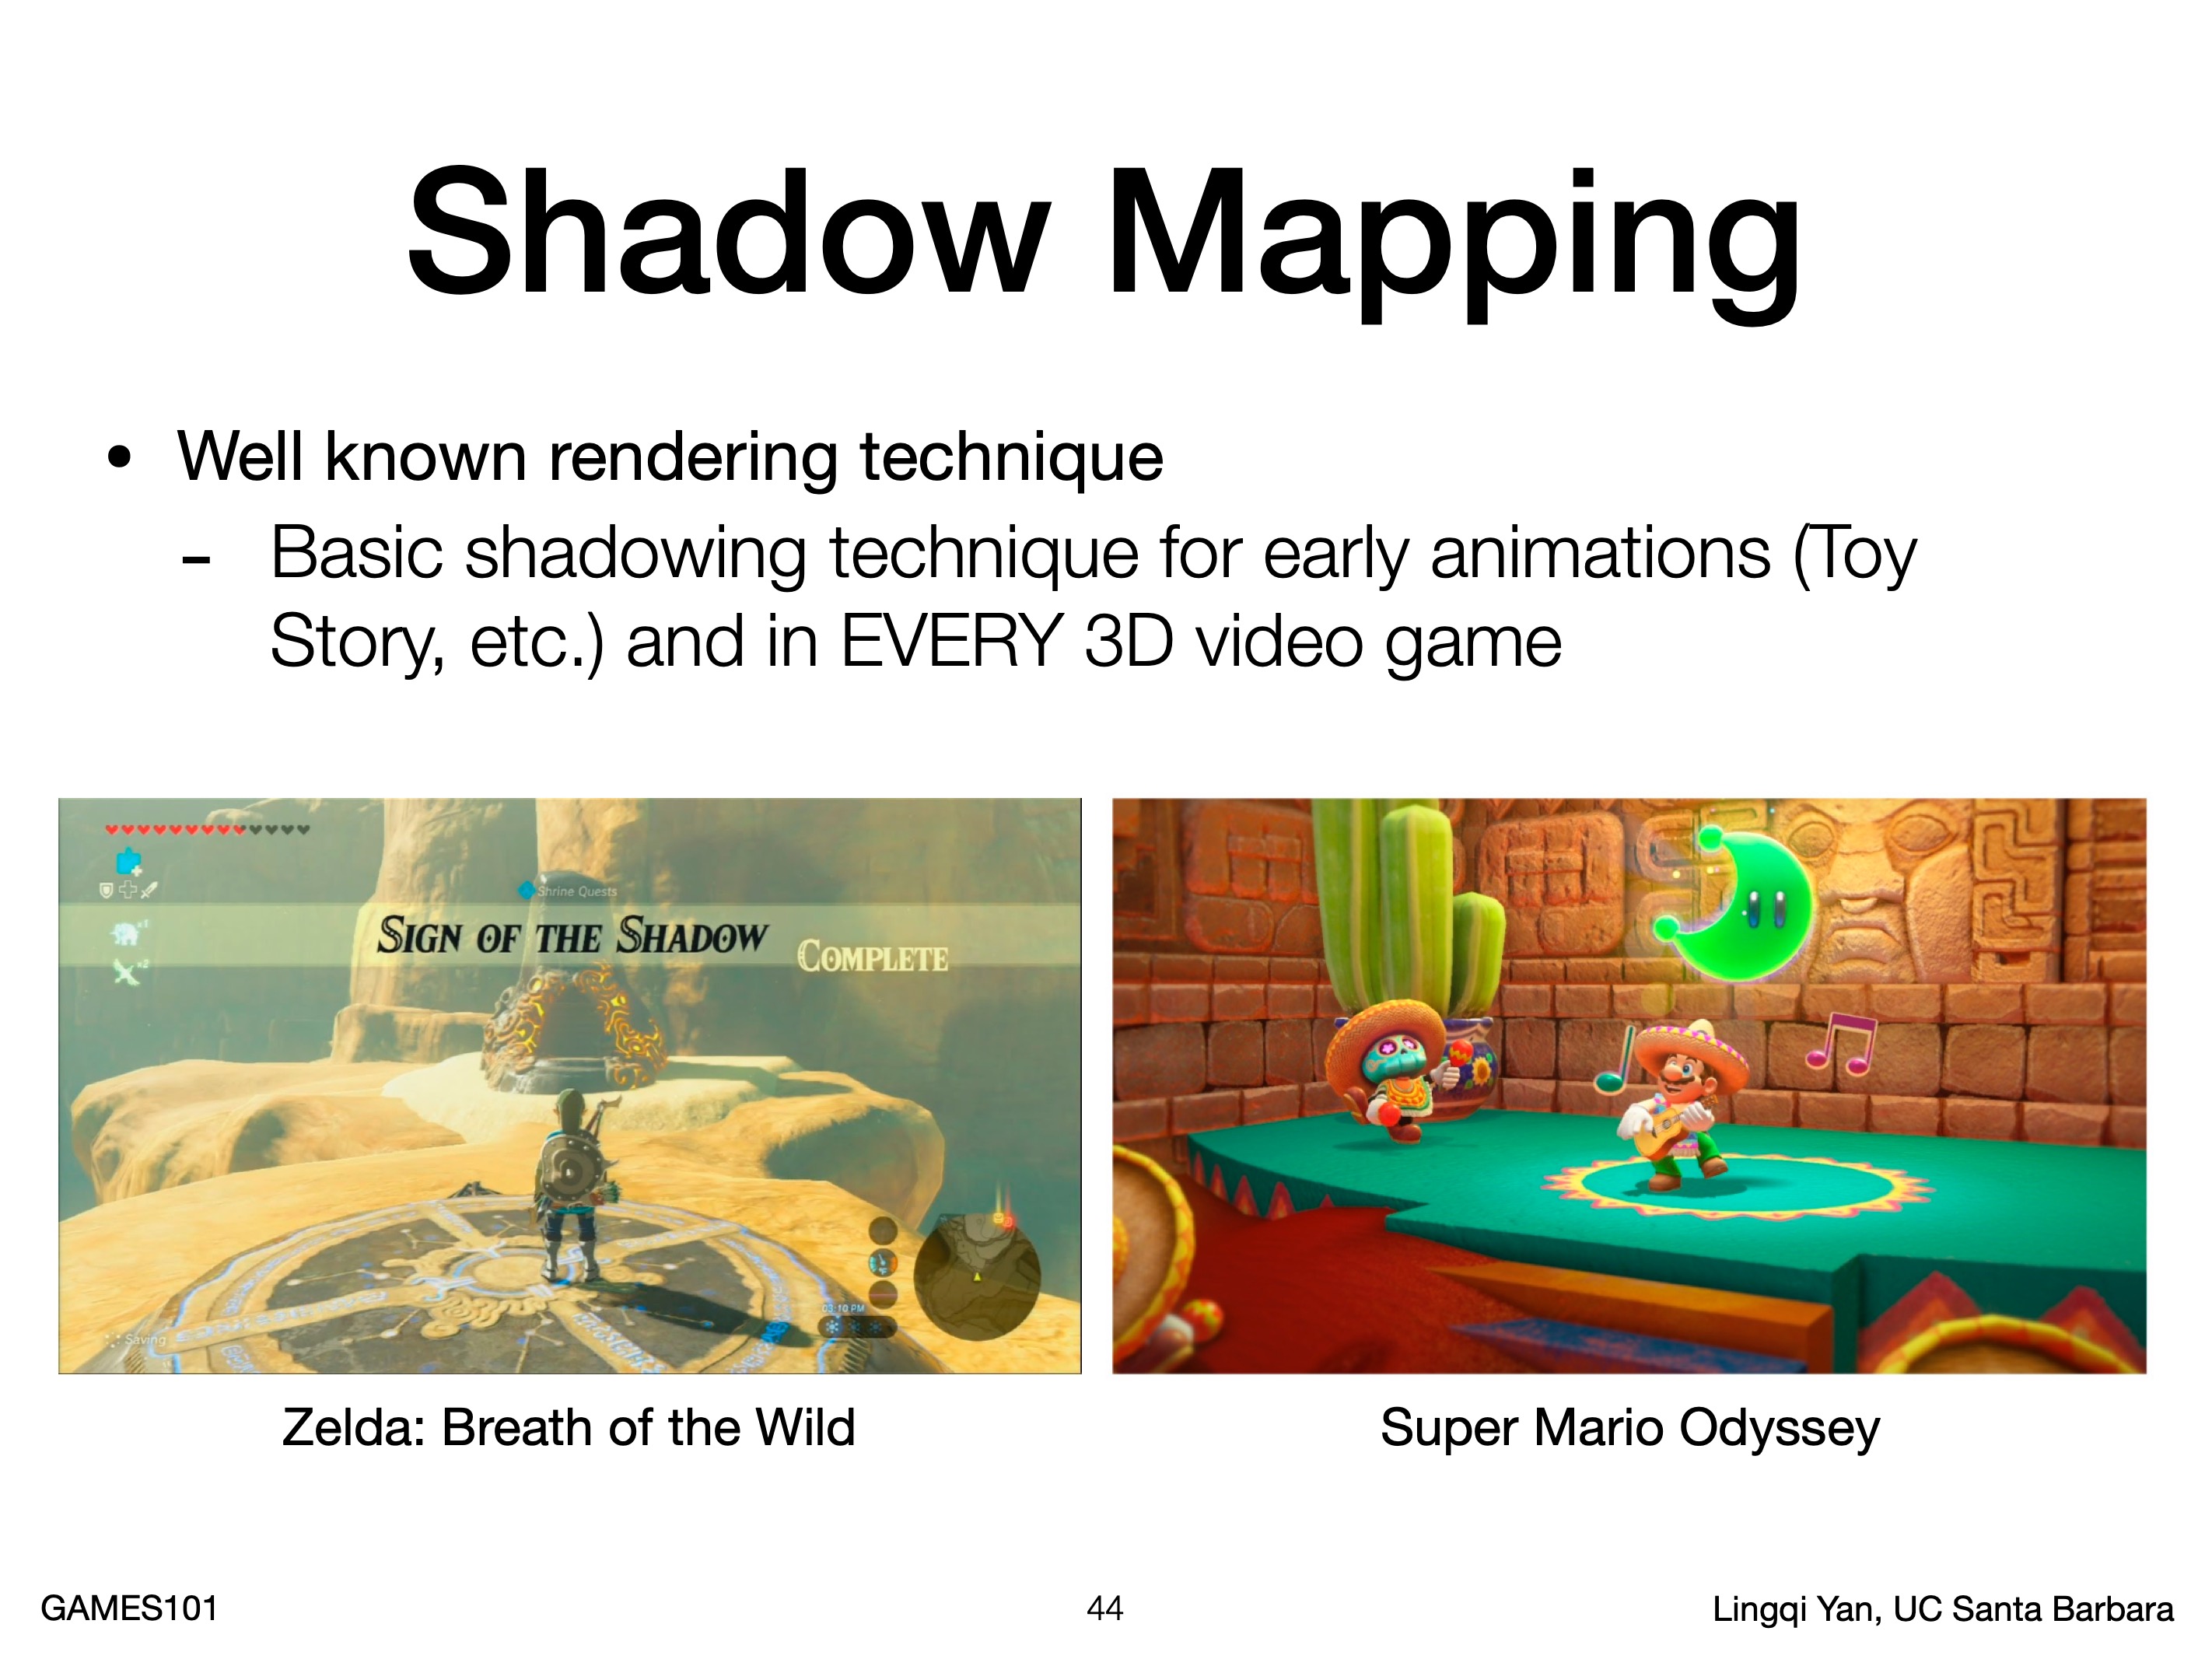 Shadow Mapping
• Well known rendering technique
- Basic shadowing technique for early animations (Toy
Story, etc.) and in EVERY 3D video game
Shrine Quests
SIGN OF THE SHADOW
COMPLETE
×1
×2
03:10 PM
Saving
Zelda: Breath of the Wild
Super Mario Odyssey
GAMES101
44
Lingqi Yan, UC Santa Barbara